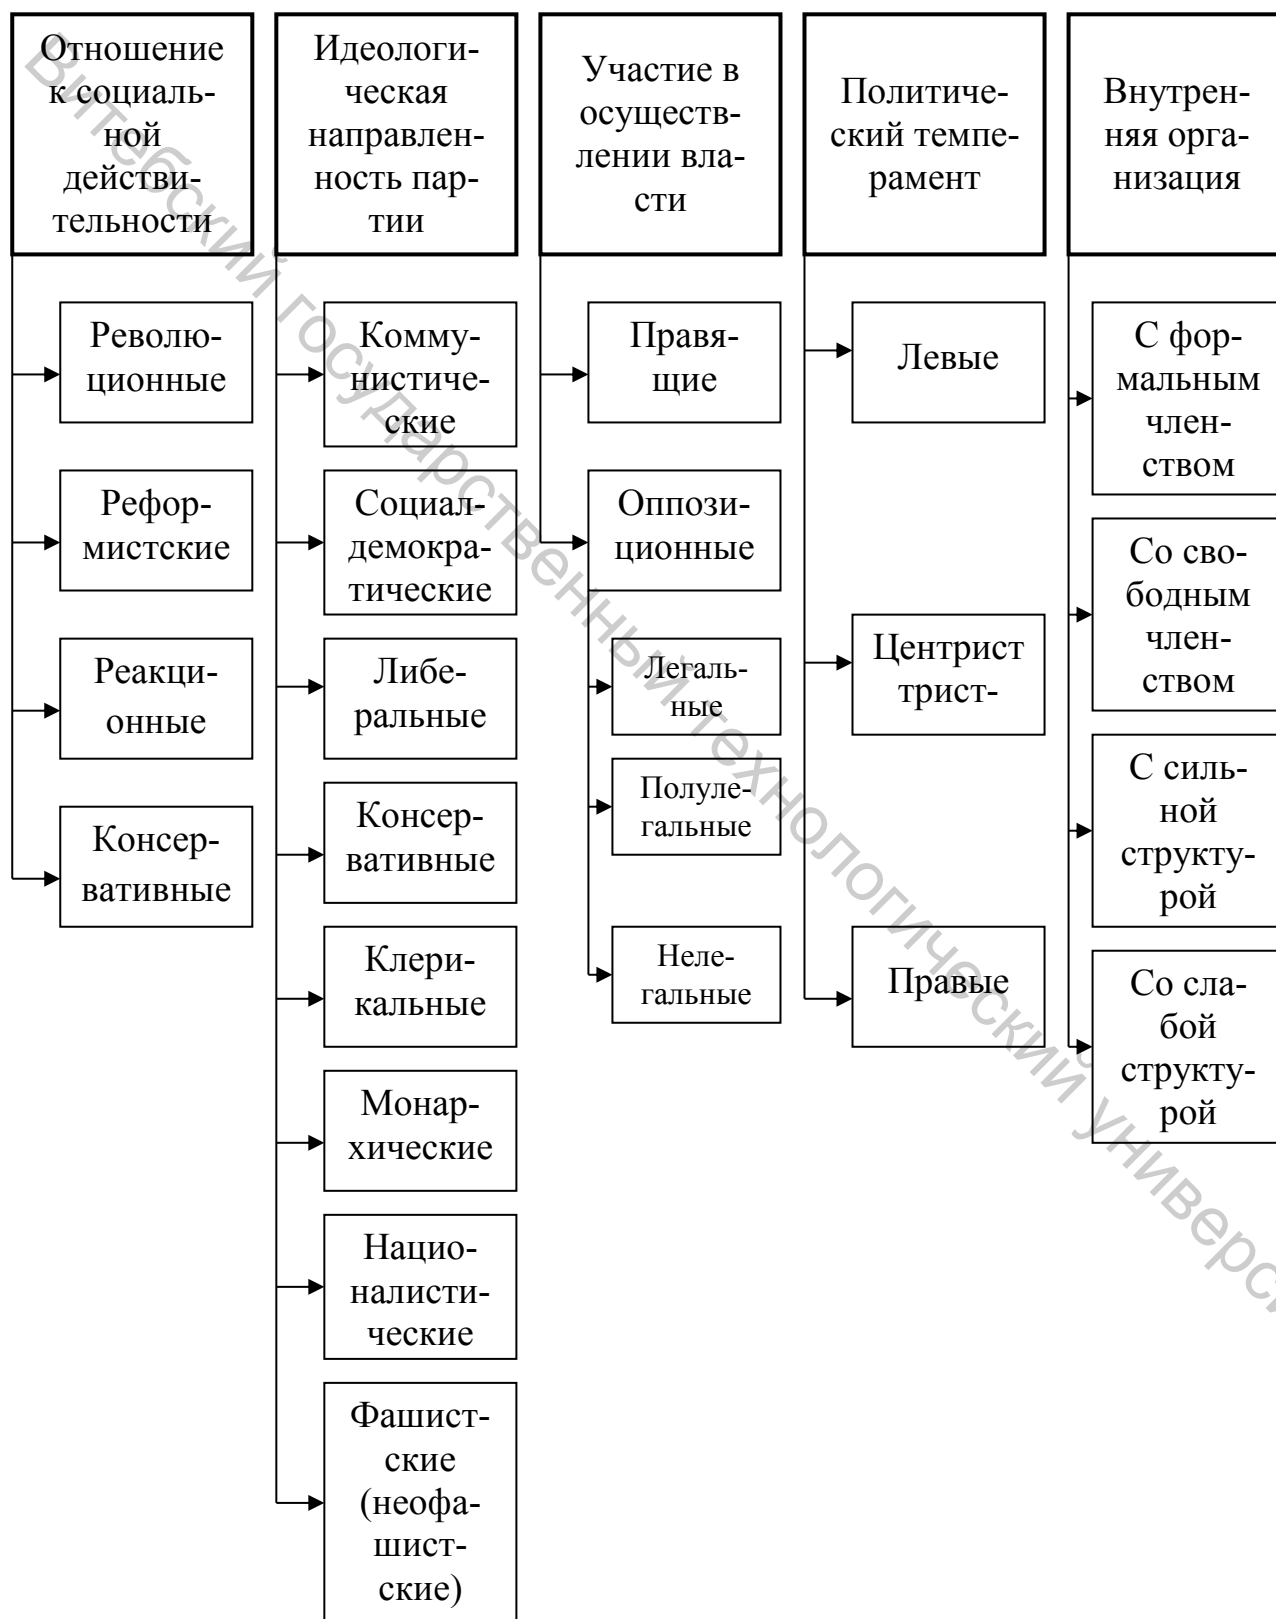 Отношение
к социаль-
ной
действи-
тельности
Револю-
ционные
Рефор-
мистские
Реакци-
онные
Консер-
вативные
Идеологи-
ческая
направлен-
ность пар-
тии
Комму-
нистиче-
ские
Социал-
демокра-
тические
Либе-
ральные
Консер-
вативные
Клери-
кальные
Монар-
хические
Нацио-
налисти-
ческие
Фашист-
ские
(неофа-
шист-
ские)
Участие в
осуществ-
лении вла-
сти
Правя-
щие
Оппози-
ционные
Легаль-
ные
Полуле-
гальные
Неле-
гальные
Политиче-
ский темпе-
рамент
Левые
Центрист
трист-
Правые
Внутрен-
няя орга-
низация
С фор-
мальным
член-
ством
Со сво-
бодным
член-
ством
С силь-
ной
структу-
рой
Со сла-
бой
структу-
рой
Витебский государственный технологический универси